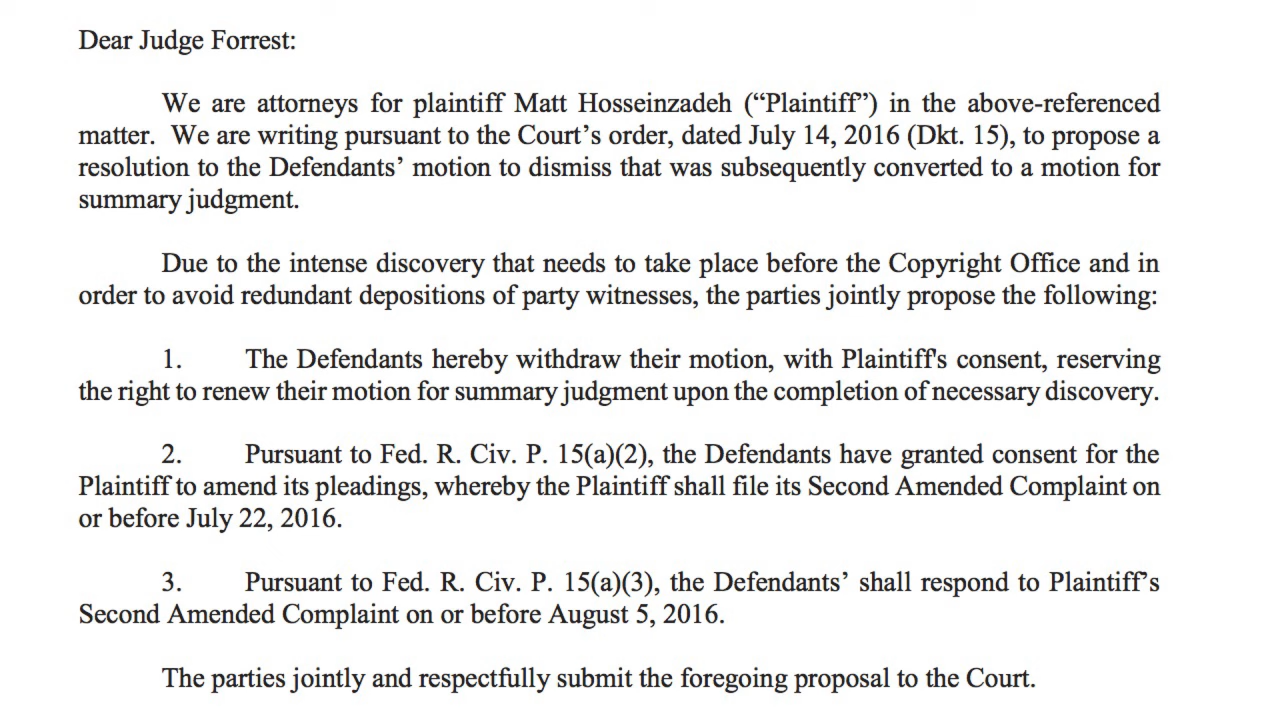 Dear Judge Forrest:
We are attorneys for plaintiff Matt Hosseinzadeh (“Plaintiff”) in the above-referenced
matter.  We are writing pursuant to the Court’s order, dated July 14, 2016 (Dkt. 15), to propose a
resolution to the Defendants’ motion to dismiss that was subsequently converted to a motion for
summary judgment.
Due to the intense discovery that needs to take place before the Copyright Office and in
order to avoid redundant depositions of party witnesses, the parties jointly propose the following:
1. The Defendants hereby withdraw their motion, with Plaintiff's consent, reserving
the right to renew their motion for summary judgment upon the completion of necessary discovery.
2. Pursuant to Fed. R. Civ. P. 15(a)(2), the Defendants have granted consent for the
Plaintiff to amend its pleadings, whereby the Plaintiff shall file its Second Amended Complaint on
or before July 22, 2016.
3. Pursuant to Fed. R. Civ. P. 15(a)(3), the Defendants’ shall respond to Plaintiff’s
Second Amended Complaint on or before August 5, 2016.
The parties jointly and respectfully submit the foregoing proposal to the Court.